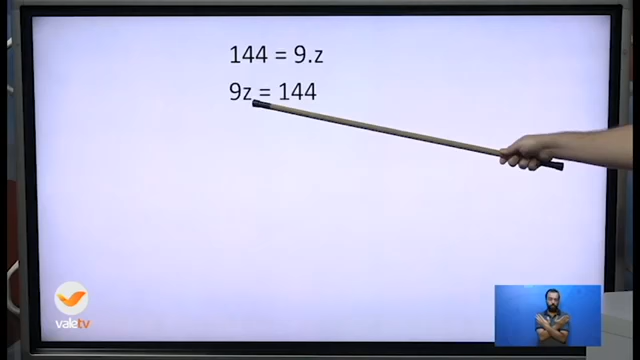 144 = 9.z
9z = 144
valetv